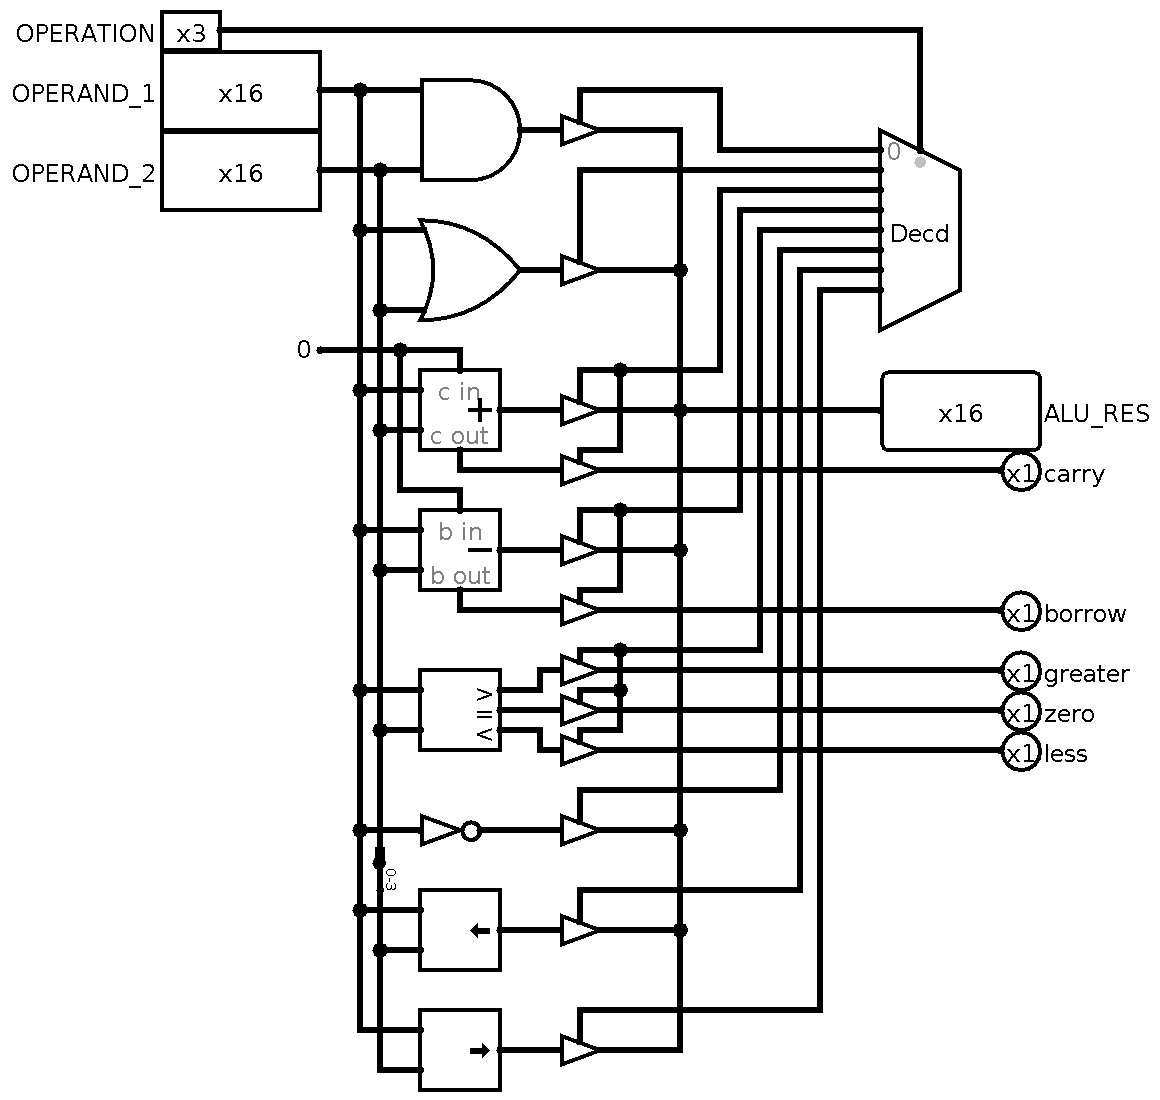 OPERATION x3
OPERAND_1 x16
OPERAND_2 x16
0
Decd
0
c in
+
c out
x16 ALU_RES
x1 carry
b in
−
b out
x1 borrow
x1 greater
> = <
x1 zero
x1 less
0-3